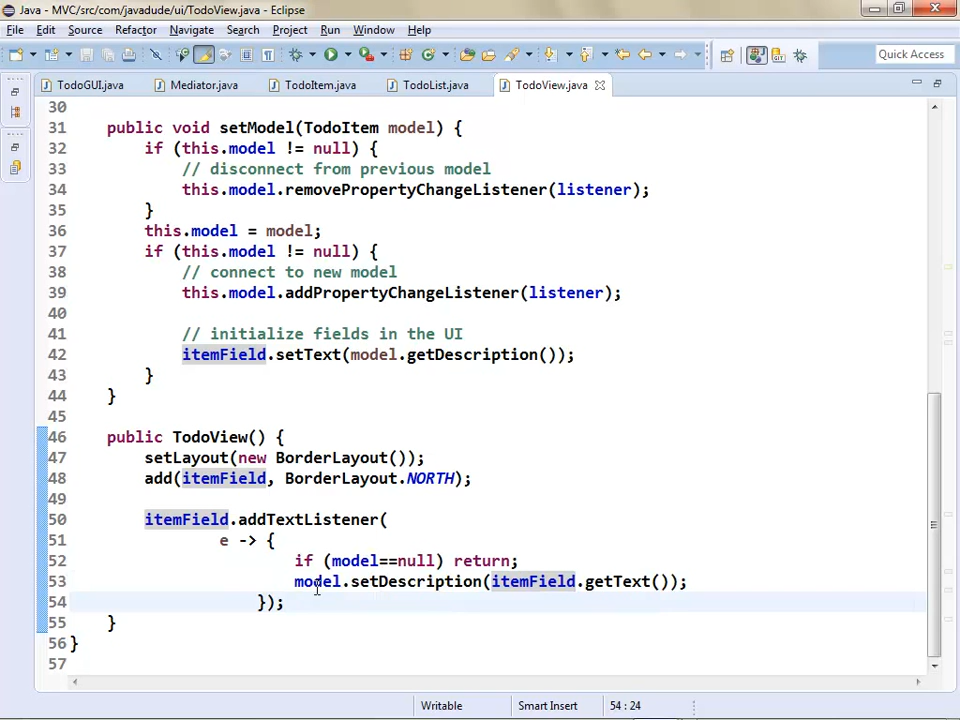 Java - MVC/src/com/javadude/ui/TodoView.java - Eclipse
File Edit Source Refactor Navigate Search Project Run Window Help
Quick Access
TodoGUI.java Mediator.java TodoItem.java TodoList.java TodoView.java
30
31 public void setModel(TodoItem model) {
32 if (this.model != null) {
33 // disconnect from previous model
34 this.model.removePropertyChangeListener(listener);
35 }
36 this.model = model;
37 if (this.model != null) {
38 // connect to new model
39 this.model.addPropertyChangeListener(listener);
40
41 // initialize fields in the UI
42 itemField.setText(model.getDescription());
43 }
44 }
45
46 public TodoView() {
47 setLayout(new BorderLayout());
48 add(itemField, BorderLayout.NORTH);
49
50 itemField.addTextListener(
51 e -> {
52 if (model==null) return;
53 model.setDescription(itemField.getText());
54 });
55 }
56 }
57
Writable Smart Insert 54 : 24